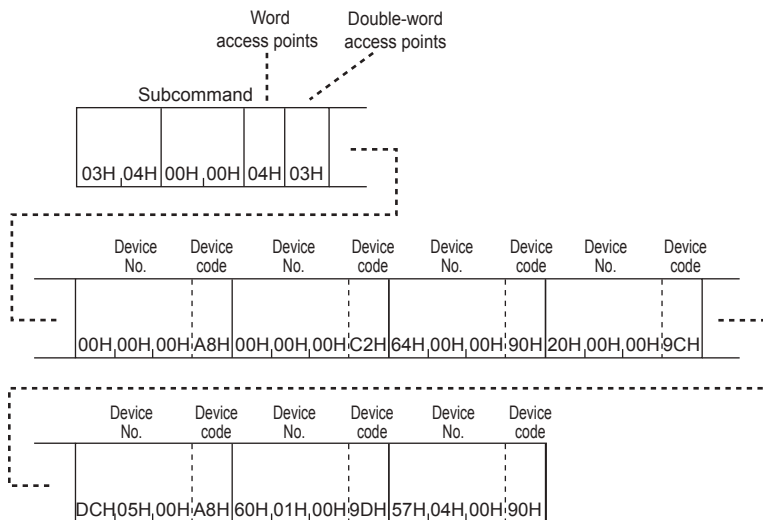 Word access points
Double-word access points
Subcommand
03H 04H 00H 00H 04H 03H
Device No. Device code Device No. Device code Device No. Device code Device No. Device code
00H 00H 00H A8H 00H 00H 00H C2H 64H 00H 00H 90H 20H 00H 00H 9CH
Device No. Device code Device No. Device code Device No. Device code
DCH 05H 00H A8H 60H 01H 00H 9DH 57H 04H 00H 90H